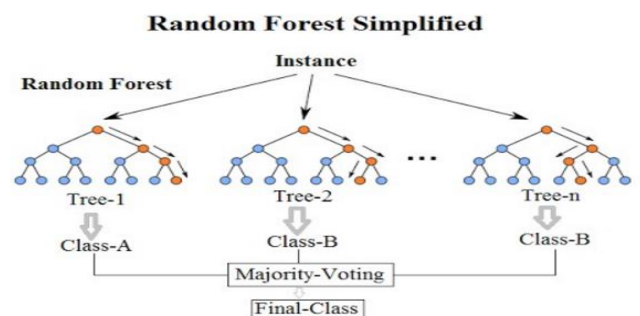 Random Forest Simplified
Instance
Random Forest
...
Tree-1
Tree-2
Tree-n
Class-A
Class-B
Class-B
Majority-Voting
Final-Class